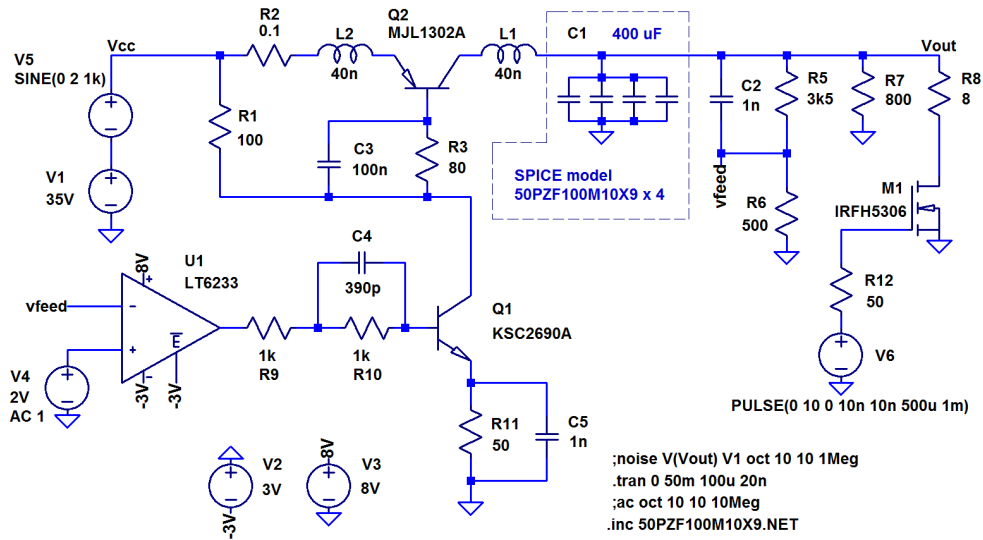 V5
SINE(0 2 1k)
Vcc
R2
0.1
L2
40n
Q2
MJL1302A
L1
40n
C1
400 uF
Vout
R1
100
C3
100n
R3
80
C2
1n
R5
3k5
R7
800
R8
8
V1
35V
SPICE model
50PZF100M10X9 x 4
vfeed
R6
500
M1
IRFH5306
U1
LT6233
8V
+
vfeed
−
+
E
-3V
−
-3V
C4
390p
1k
R9
1k
R10
Q1
KSC2690A
R12
50
V4
2V
AC 1
V6
PULSE(0 10 0 10n 10n 500u 1m)
R11
50
C5
1n
V2
3V
-3V
8V
V3
8V
;noise V(Vout) V1 oct 10 10 1Meg
.tran 0 50m 100u 20n
;ac oct 10 10 10Meg
.inc 50PZF100M10X9.NET